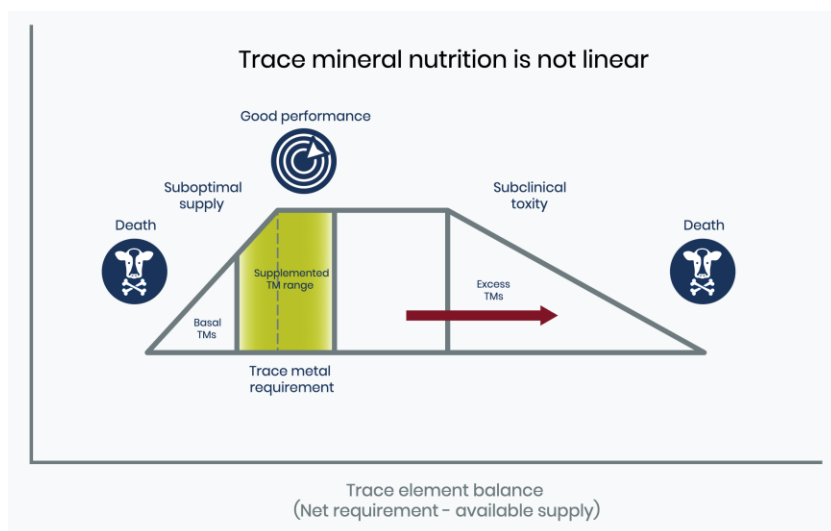 Trace mineral nutrition is not linear
Good performance
Suboptimal
supply
Subclinical
toxity
Death
Death
Supplemented
TM range
Excess
TMs
Basal
TMs
Trace metal
requirement
Trace element balance
(Net requirement - available supply)